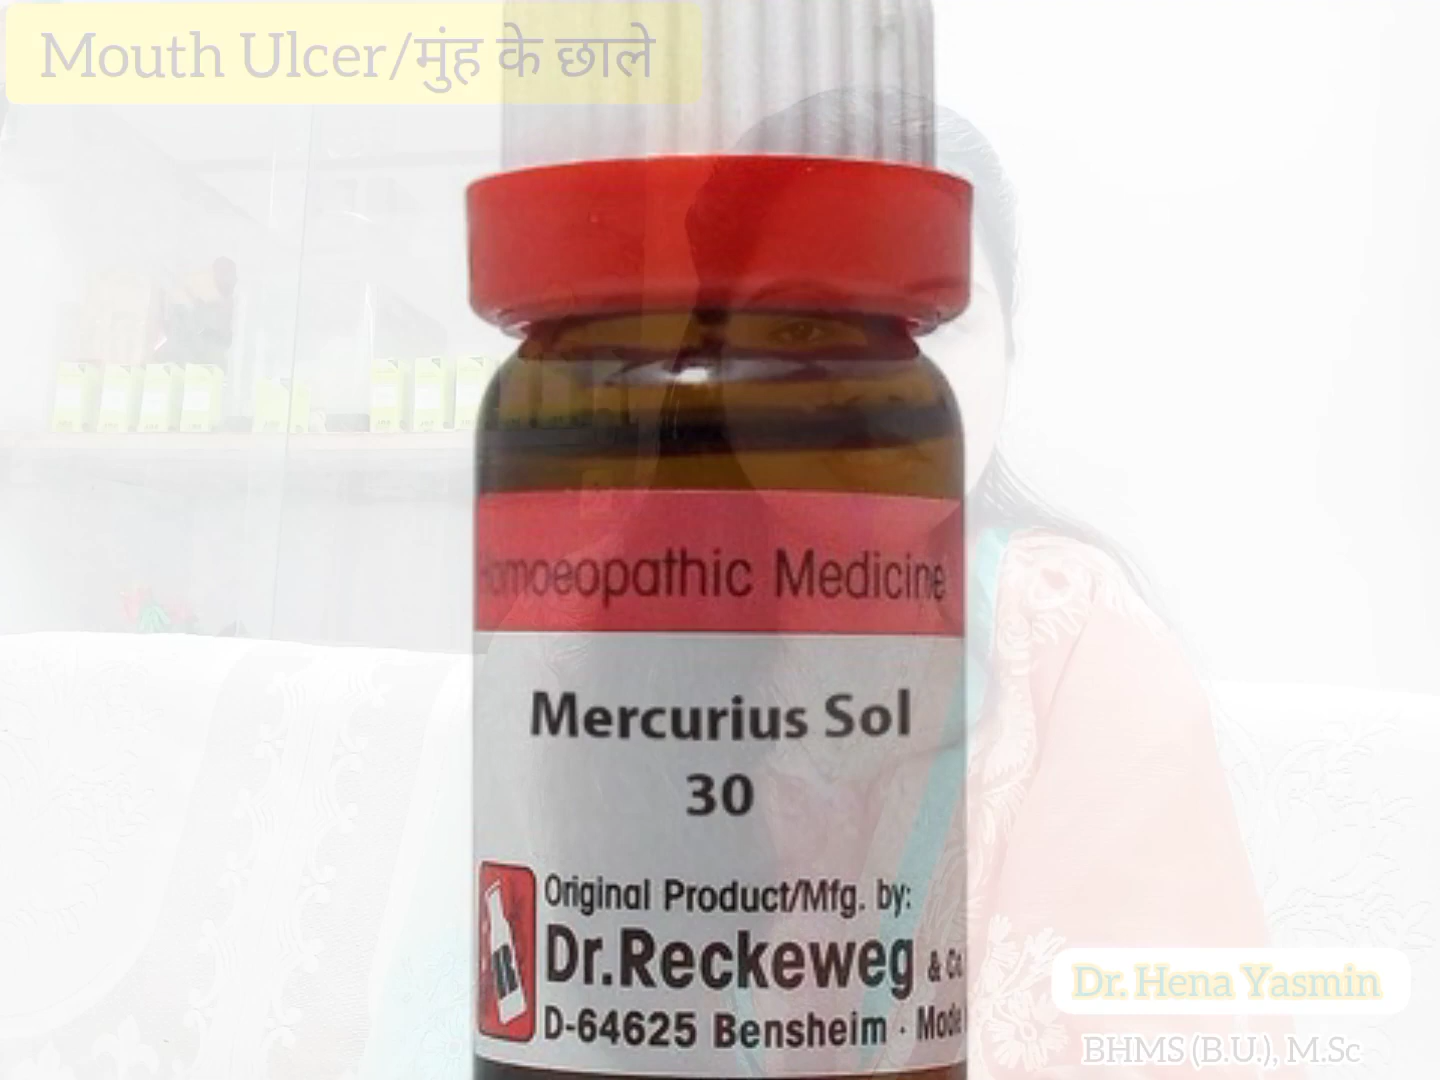 Mouth Ulcer/मुंह के छाले
Homoeopathic Medicine
Mercurius Sol
30
Original Product/Mfg. by:
Dr.Reckeweg & Co.
D-64625 Bensheim · Made
Dr. Hena Yasmin
BHMS (B.U.), M.Sc